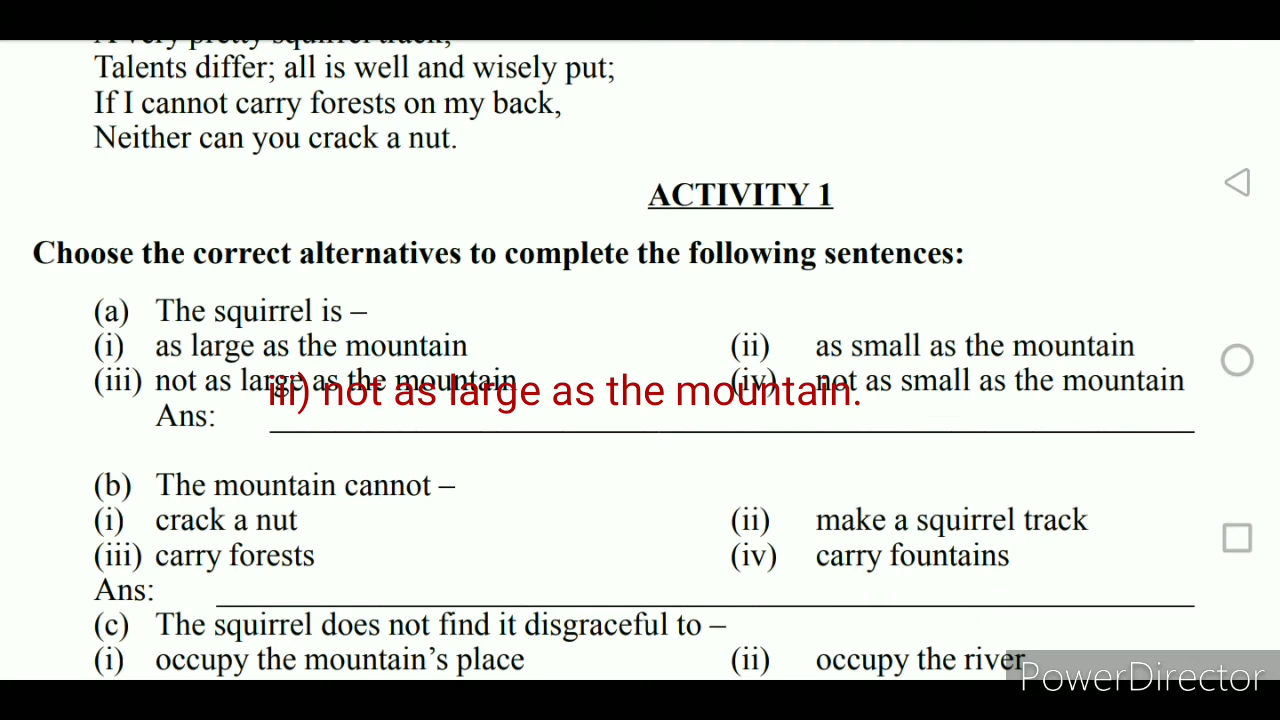 A very pretty squirrel track;
Talents differ; all is well and wisely put;
If I cannot carry forests on my back,
Neither can you crack a nut.
ACTIVITY 1
Choose the correct alternatives to complete the following sentences:
(a) The squirrel is –
(i) as large as the mountain (ii) as small as the mountain
(iii) not as large as the mountain (iv) not as small as the mountain
iii) not as large as the mountain.
Ans:
(b) The mountain cannot –
(i) crack a nut (ii) make a squirrel track
(iii) carry forests (iv) carry fountains
Ans:
(c) The squirrel does not find it disgraceful to –
(i) occupy the mountain’s place (ii) occupy the river
PowerDirector